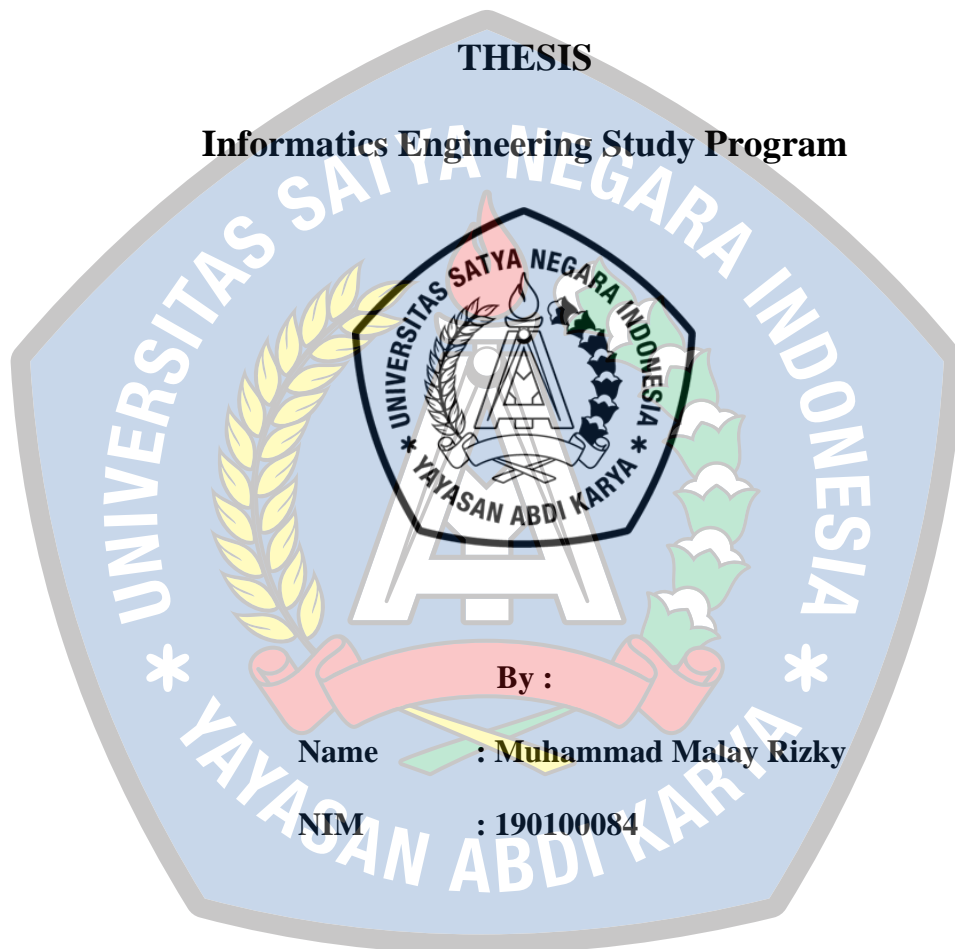 THESIS
Informatics Engineering Study Program
UNIVERSITAS SATYA NEGARA INDONESIA
* YAYASAN ABDI KARYA *
UNIVERSITAS SATYA NEGARA INDONESIA
* YAYASAN ABDI KARYA *
By :
Name : Muhammad Malay Rizky
NIM : 190100084